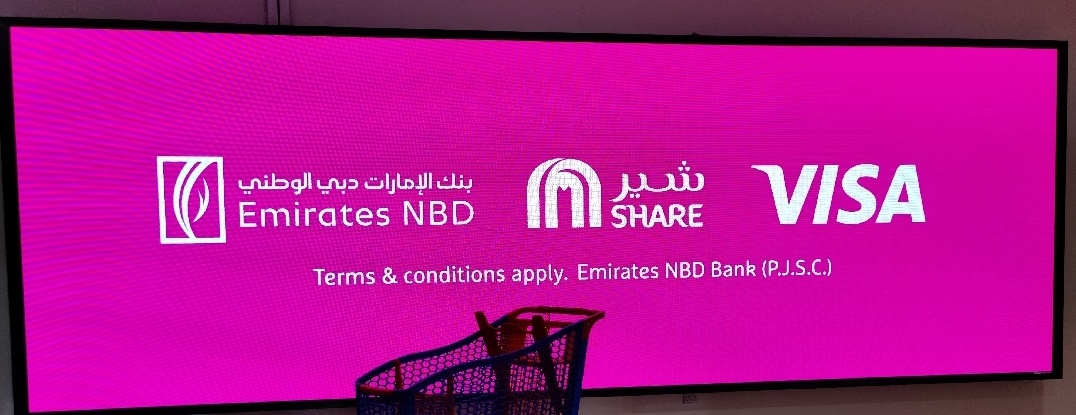 بنك الإمارات دبي الوطني
Emirates NBD
شير
SHARE
VISA
Terms & conditions apply. Emirates NBD Bank (P.J.S.C.)